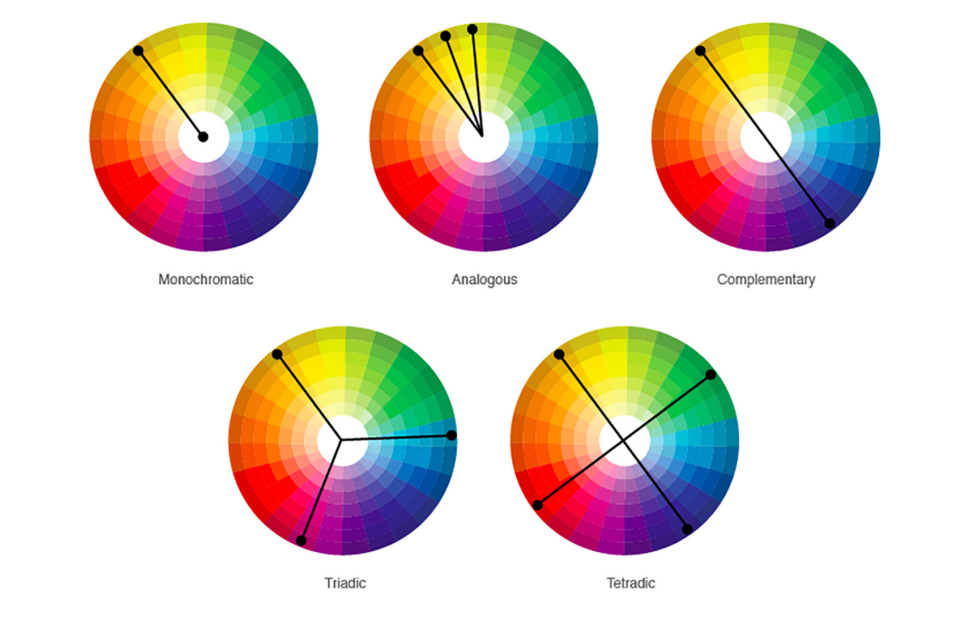 Monochromatic
Analogous
Complementary
Triadic
Tetradic